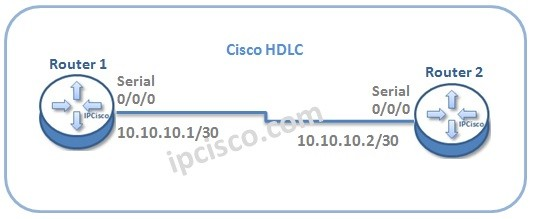 Cisco HDLC
Router 1
Serial
0/0/0
IPCisco
10.10.10.1/30
Router 2
Serial
0/0/0
IPCisco
10.10.10.2/30
ipcisco.com